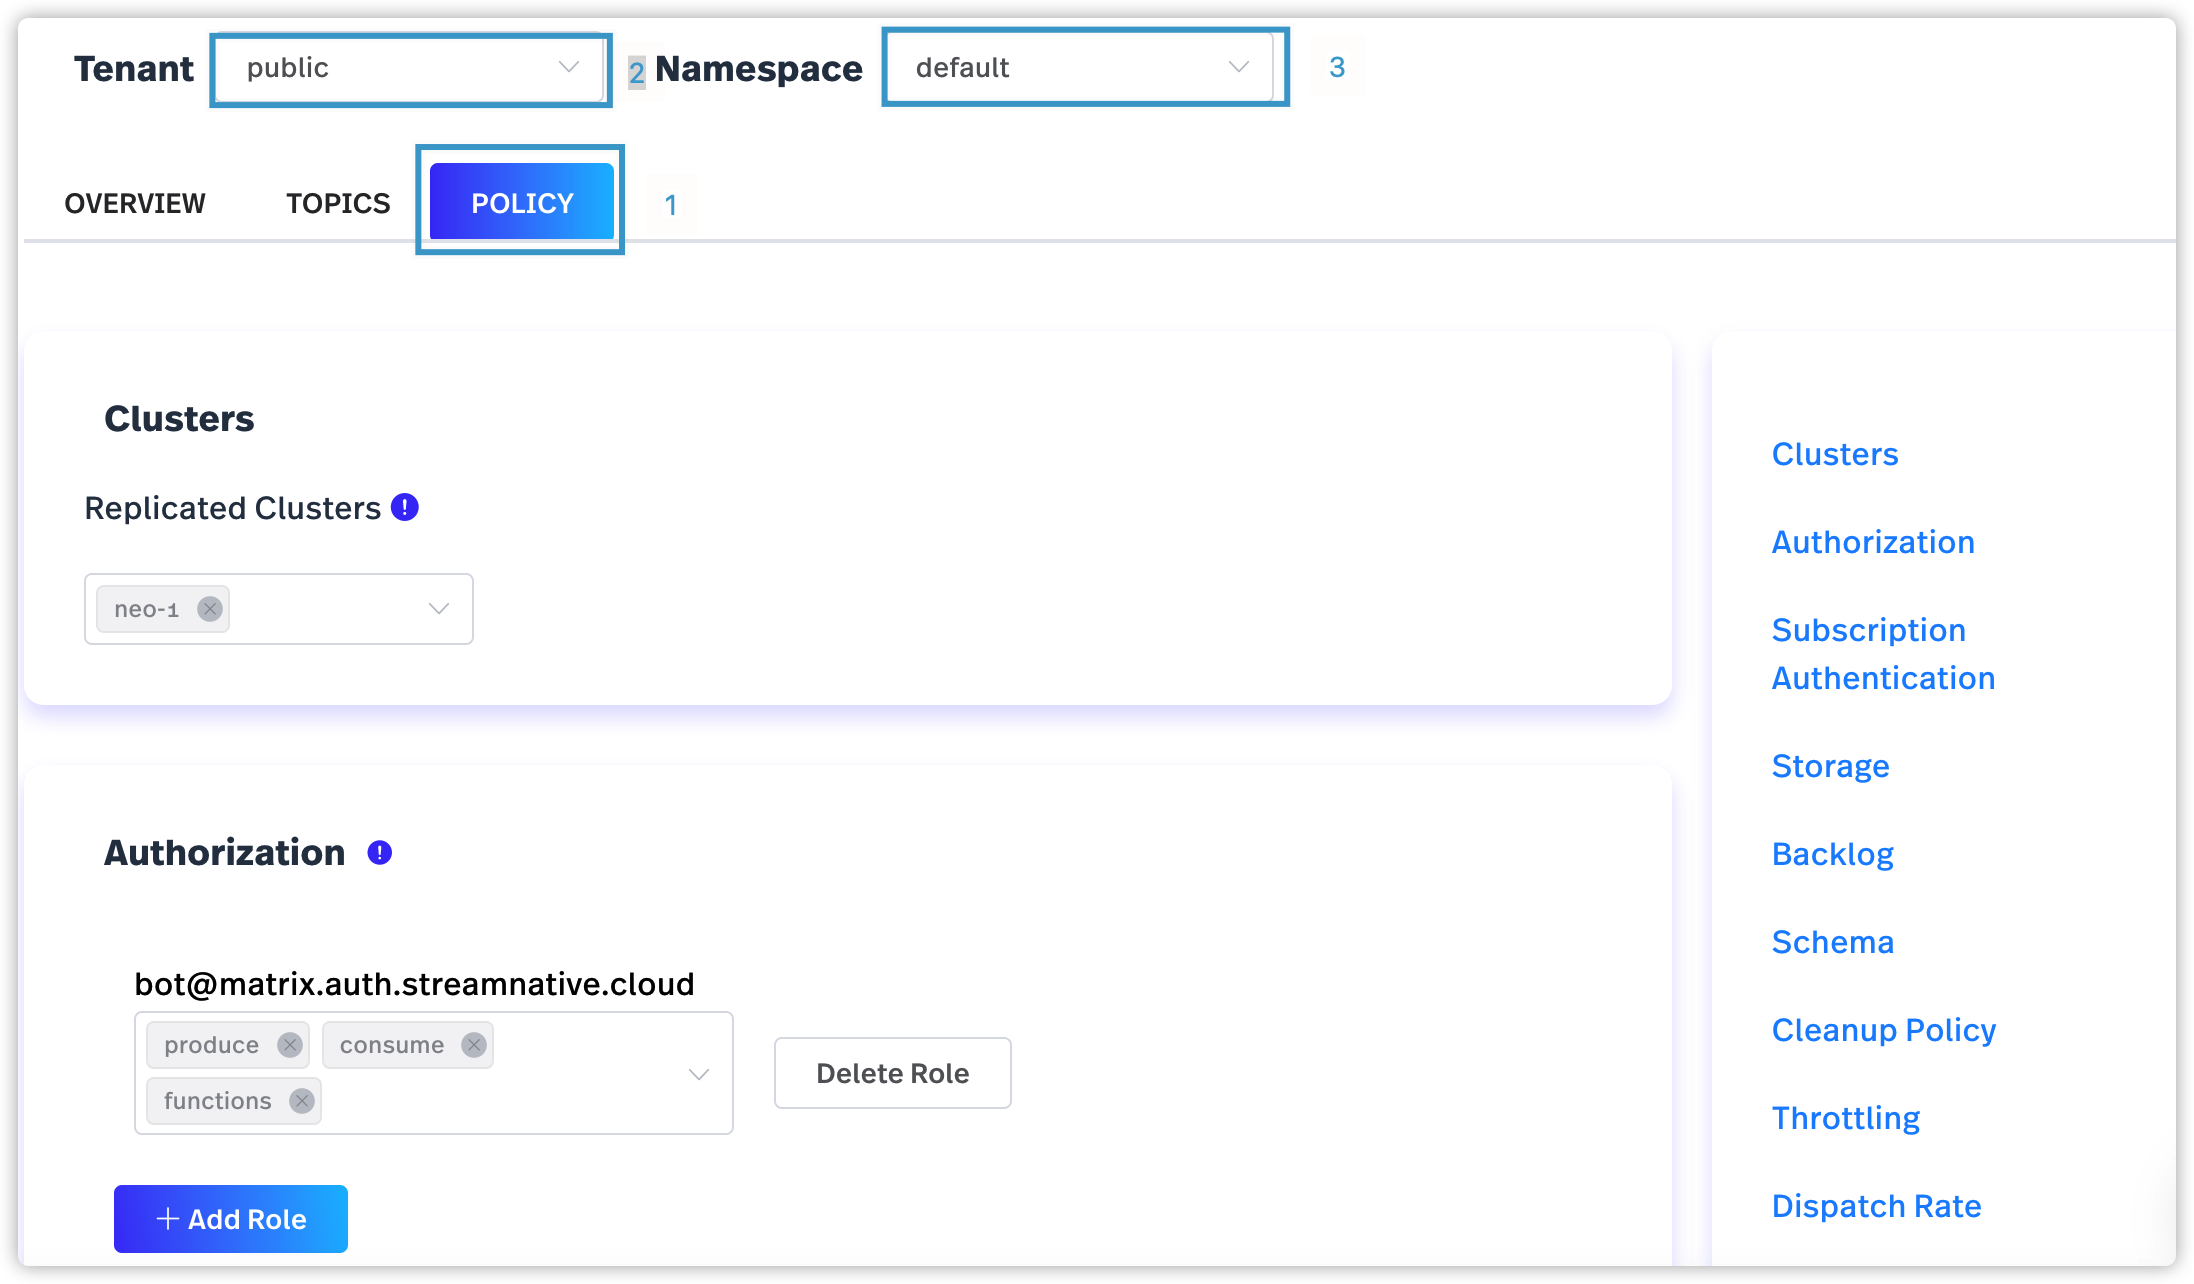 Tenant public 2 Namespace default 3
OVERVIEW TOPICS POLICY 1
Clusters
Replicated Clusters !
neo-1
Authorization !
bot@matrix.auth.streamnative.cloud
produce consume
functions
Delete Role
+ Add Role
Clusters
Authorization
Subscription
Authentication
Storage
Backlog
Schema
Cleanup Policy
Throttling
Dispatch Rate